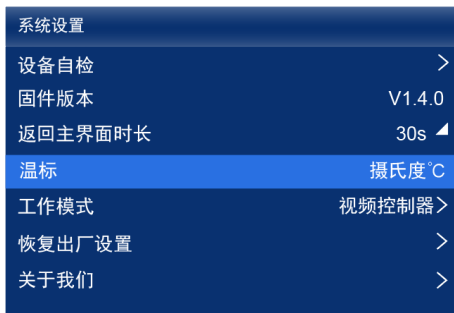 系统设置
设备自检 >
固件版本 V1.4.0
返回主界面时长 30s
温标 摄氏度℃
工作模式 视频控制器>
恢复出厂设置 >
关于我们 >